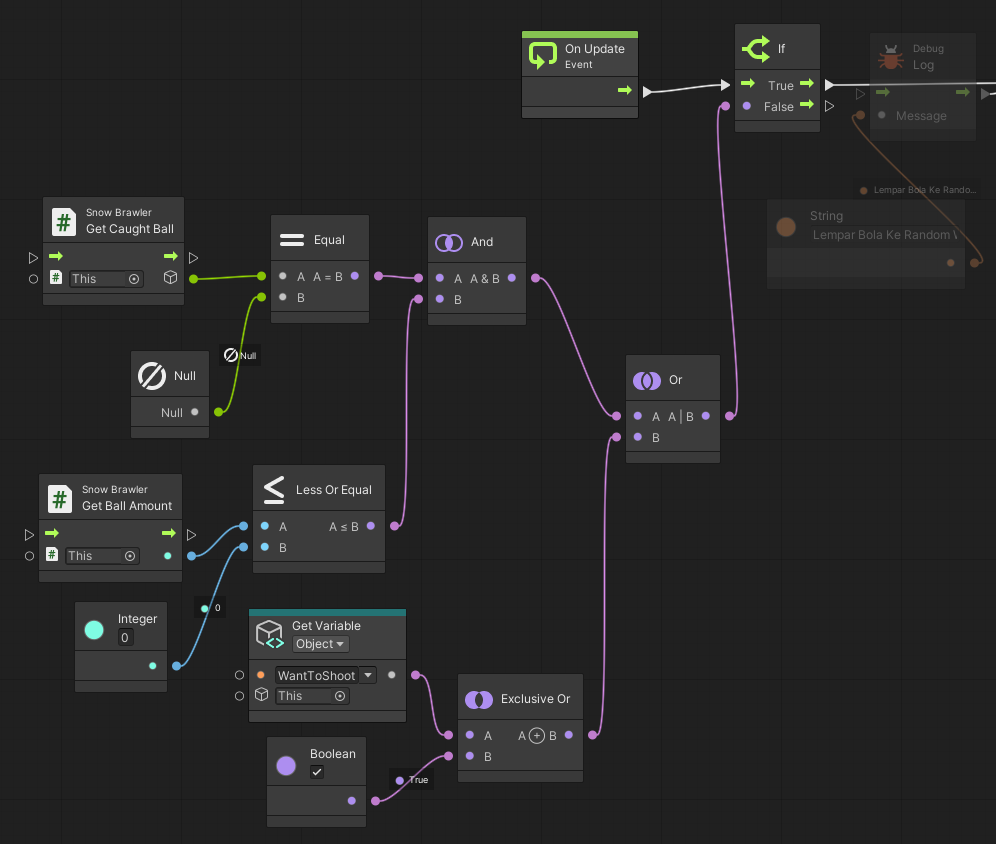 On Update
Event
If
True
False
Debug
Log
Message
Lempar Bola Ke Rando...
String
Lempar Bola Ke Random
Snow Brawler
Get Caught Ball
This
Equal
A A = B
B
And
A A & B
B
Null
Null
Null
Or
A A | B
B
Snow Brawler
Get Ball Amount
This
Less Or Equal
A A ≤ B
B
Integer
0
0
Get Variable
Object
WantToShoot
This
Exclusive Or
A A + B
B
Boolean
True